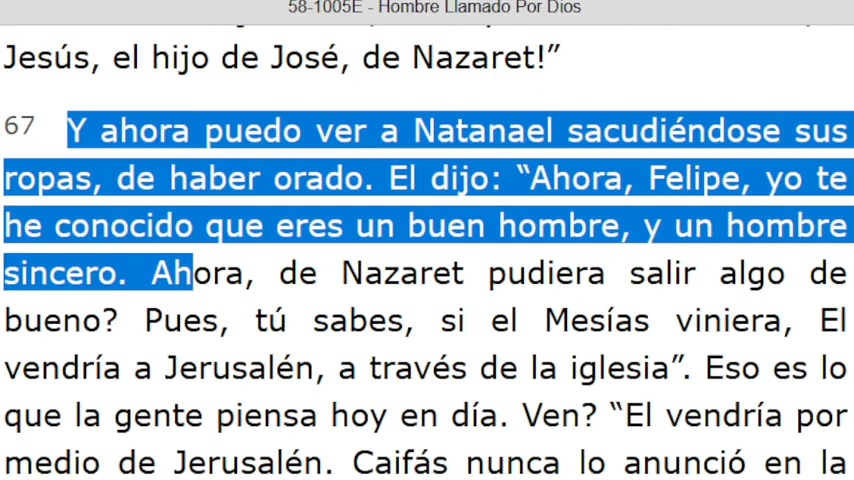 58-1005E - Hombre Llamado Por Dios
Jesús, el hijo de José, de Nazaret!”
67 Y ahora puedo ver a Natanael sacudiéndose sus
ropas, de haber orado. El dijo: “Ahora, Felipe, yo te
he conocido que eres un buen hombre, y un hombre
sincero. Ahora, de Nazaret pudiera salir algo de
bueno? Pues, tú sabes, si el Mesías viniera, El
vendría a Jerusalén, a través de la iglesia”. Eso es lo
que la gente piensa hoy en día. Ven? “El vendría por
medio de Jerusalén. Caifás nunca lo anunció en la